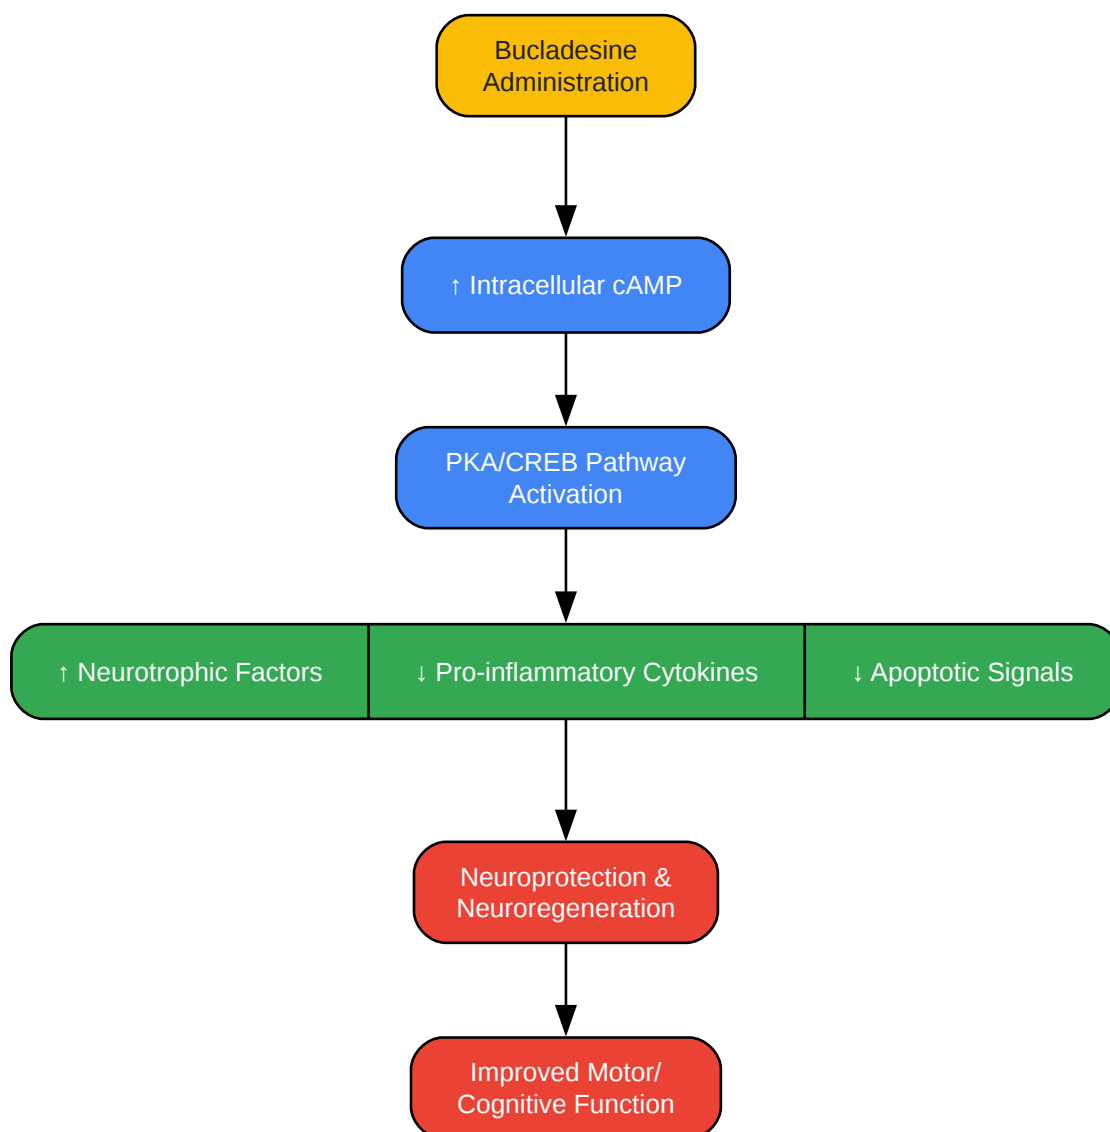 Bucladesine
Administration
↑ Intracellular cAMP
PKA/CREB Pathway
Activation
↑ Neurotrophic Factors
↓ Pro-inflammatory Cytokines
↓ Apoptotic Signals
Neuroprotection &
Neuroregeneration
Improved Motor/
Cognitive Function